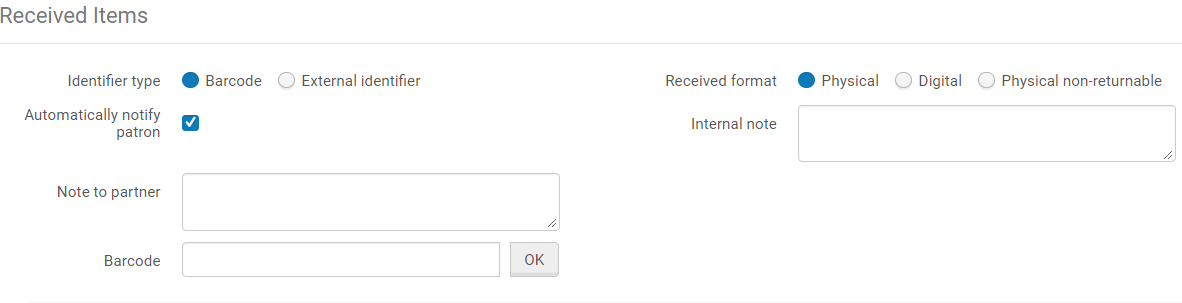 Received Items
Identifier type Barcode External identifier Received format Physical Digital Physical non-returnable
Automatically notify
patron
Internal note
Note to partner
Barcode OK